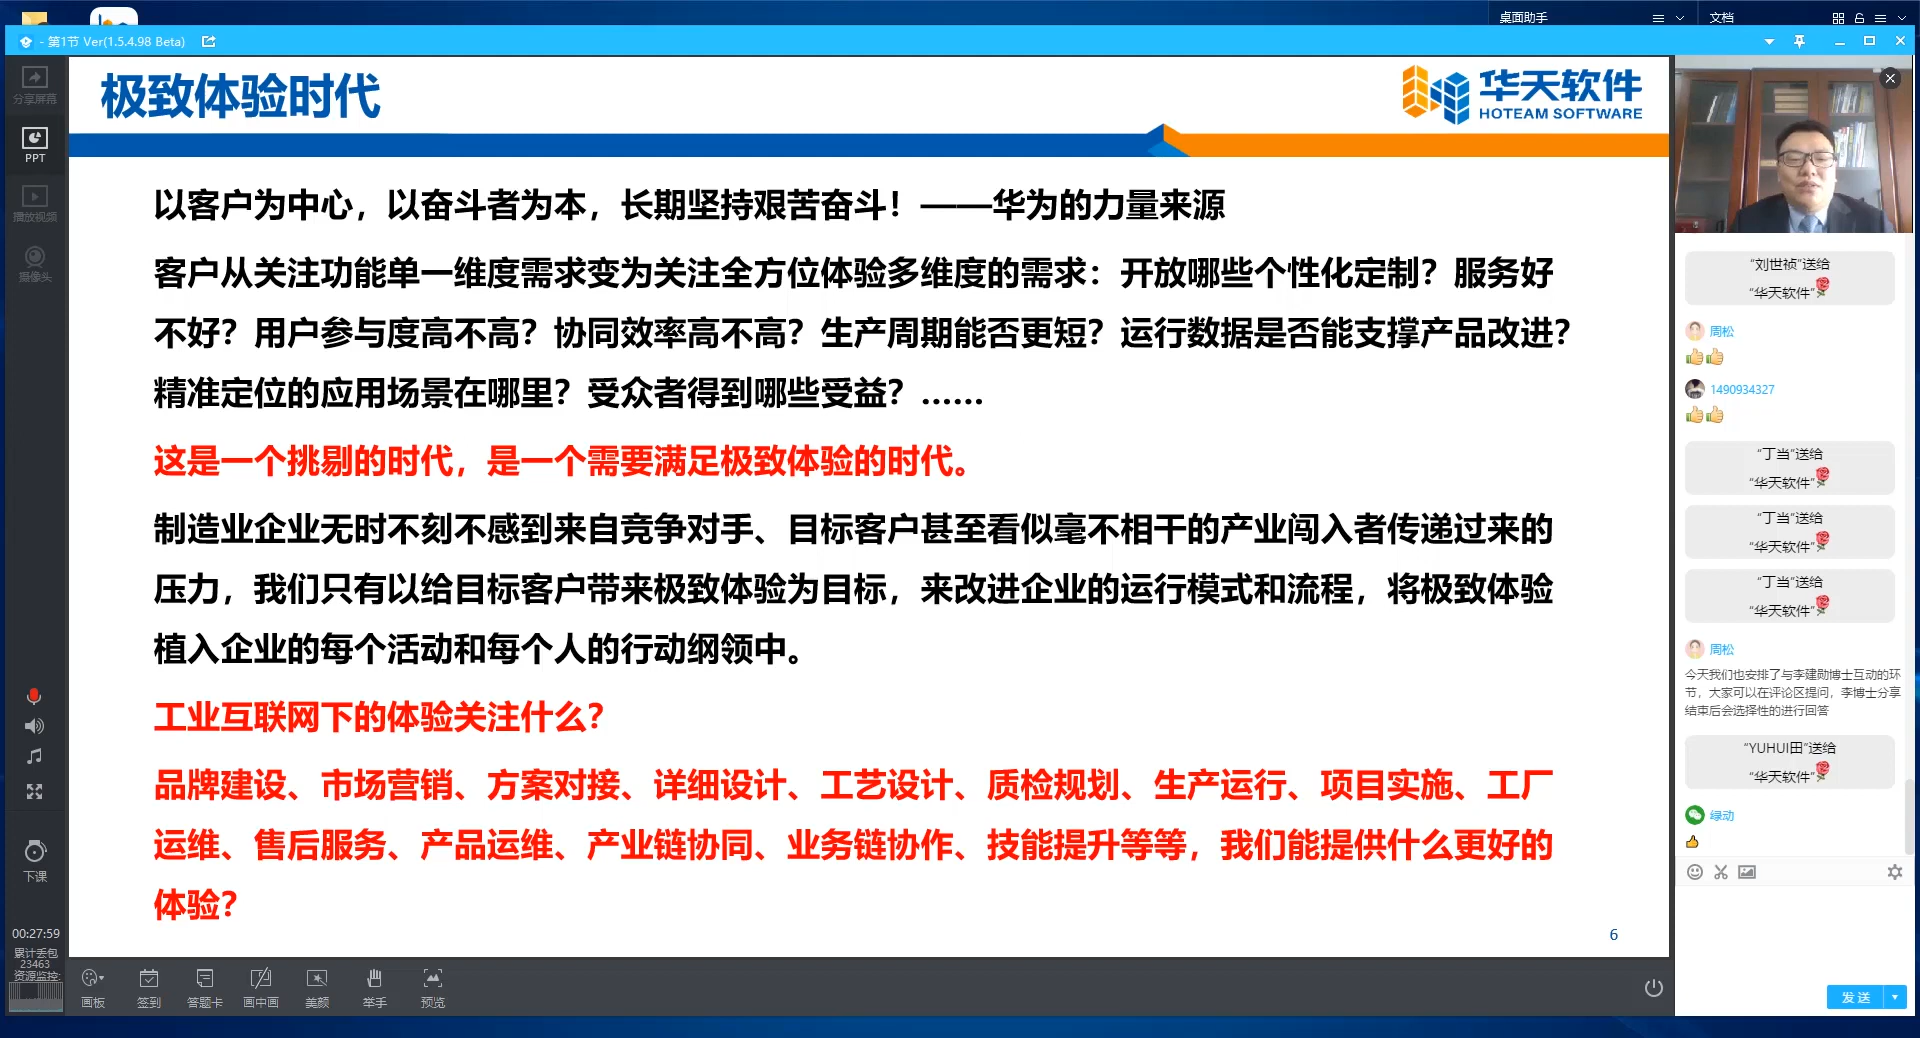 桌面助手
文档
- 第1节 Ver(1.5.4.98 Beta)
分享屏幕
PPT
播放视频
摄像头
下课
00:27:59
累计丢包
23463
资源监控:
极致体验时代
华天软件
HOTEAM SOFTWARE
以客户为中心，以奋斗者为本，长期坚持艰苦奋斗！——华为的力量来源
客户从关注功能单一维度需求变为关注全方位体验多维度的需求：开放哪些个性化定制？服务好
不好？用户参与度高不高？协同效率高不高？生产周期能否更短？运行数据是否能支撑产品改进？
精准定位的应用场景在哪里？受众者得到哪些受益？……
这是一个挑剔的时代，是一个需要满足极致体验的时代。
制造业企业无时不刻不感到来自竞争对手、目标客户甚至看似毫不相干的产业闯入者传递过来的
压力，我们只有以给目标客户带来极致体验为目标，来改进企业的运行模式和流程，将极致体验
植入企业的每个活动和每个人的行动纲领中。
工业互联网下的体验关注什么？
品牌建设、市场营销、方案对接、详细设计、工艺设计、质检规划、生产运行、项目实施、工厂
运维、售后服务、产品运维、产业链协同、业务链协作、技能提升等等，我们能提供什么更好的
体验？
6
画板
签到
答题卡
画中画
美颜
举手
预览
“刘世祯”送给
“华天软件”
周松
1490934327
“丁当”送给
“华天软件”
“丁当”送给
“华天软件”
“丁当”送给
“华天软件”
周松
今天我们也安排了与李建勋博士互动的环
节，大家可以在评论区提问，李博士分享
结束后会选择性的进行回答
“YUHUI田”送给
“华天软件”
绿动
发送